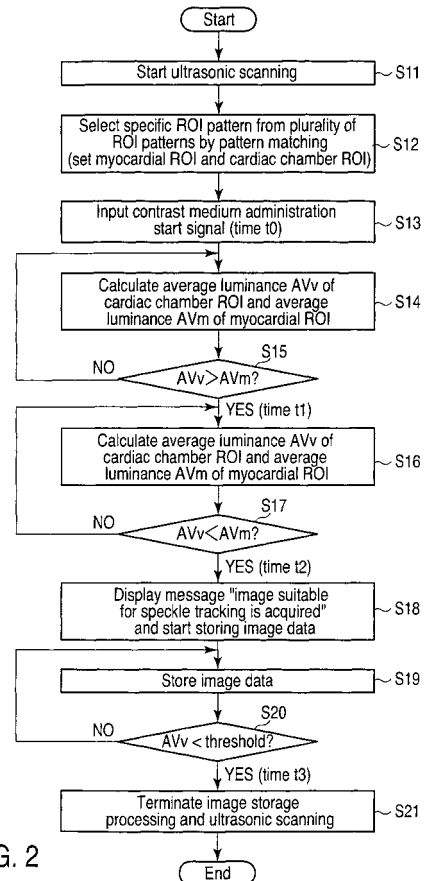 Start
Start ultrasonic scanning
S11
Select specific ROI pattern from plurality of
ROI patterns by pattern matching
(set myocardial ROI and cardiac chamber ROI)
S12
Input contrast medium administration
start signal (time t0)
S13
Calculate average luminance AVv of
cardiac chamber ROI and average
luminance AVm of myocardial ROI
S14
S15
NO
AVv>AVm?
YES (time t1)
Calculate average luminance AVv of
cardiac chamber ROI and average
luminance AVm of myocardial ROI
S16
S17
NO
AVv<AVm?
YES (time t2)
Display message "image suitable
for speckle tracking is acquired"
and start storing image data
S18
Store image data
S19
S20
NO
AVv < threshold?
YES (time t3)
Terminate image storage
processing and ultrasonic scanning
S21
End
G. 2